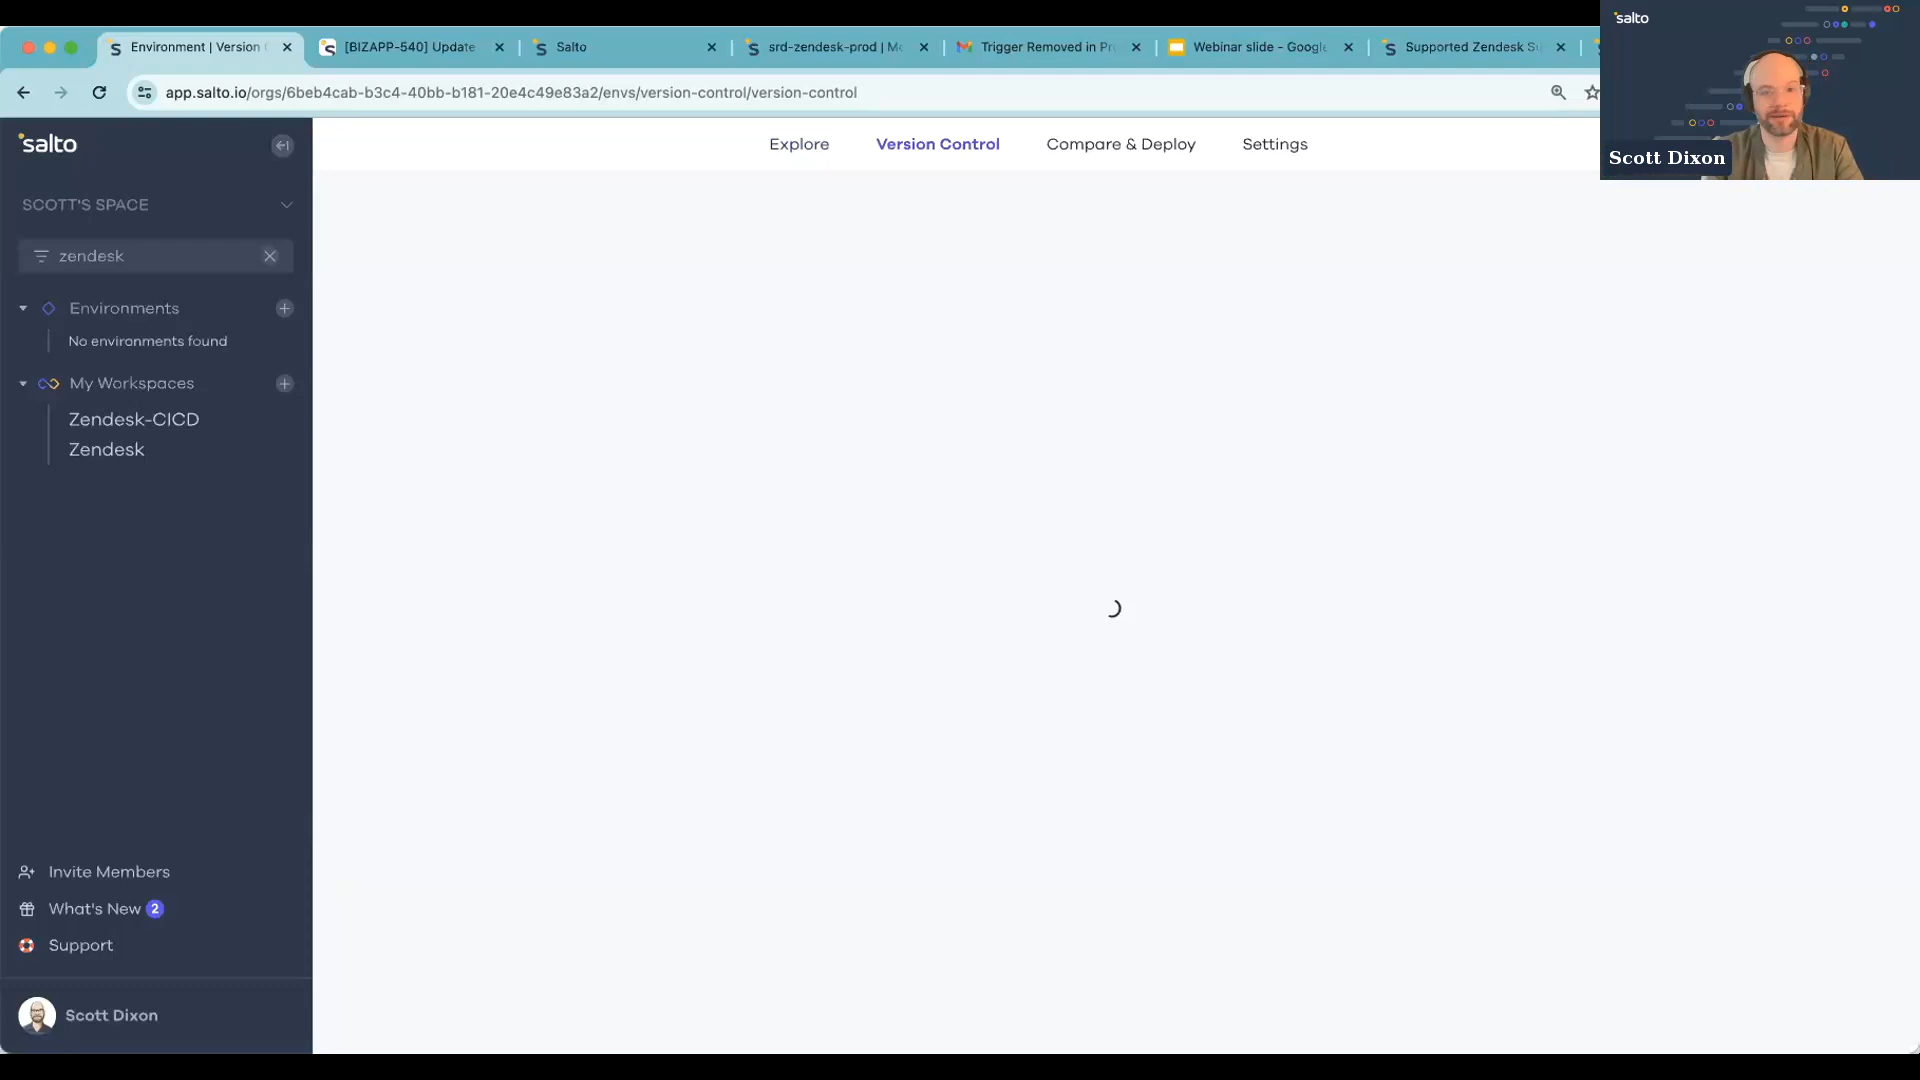 Environment | Version
[BIZAPP-540] Update
Salto
srd-zendesk-prod | Mo
Trigger Removed in Pr
Webinar slide - Google
Supported Zendesk Su
app.salto.io/orgs/6beb4cab-b3c4-40bb-b181-20e4c49e83a2/envs/version-control/version-control
salto
Scott Dixon
salto
Explore
Version Control
Compare & Deploy
Settings
SCOTT'S SPACE
zendesk
Environments
No environments found
My Workspaces
Zendesk-CICD
Zendesk
Invite Members
What's New 2
Support
Scott Dixon